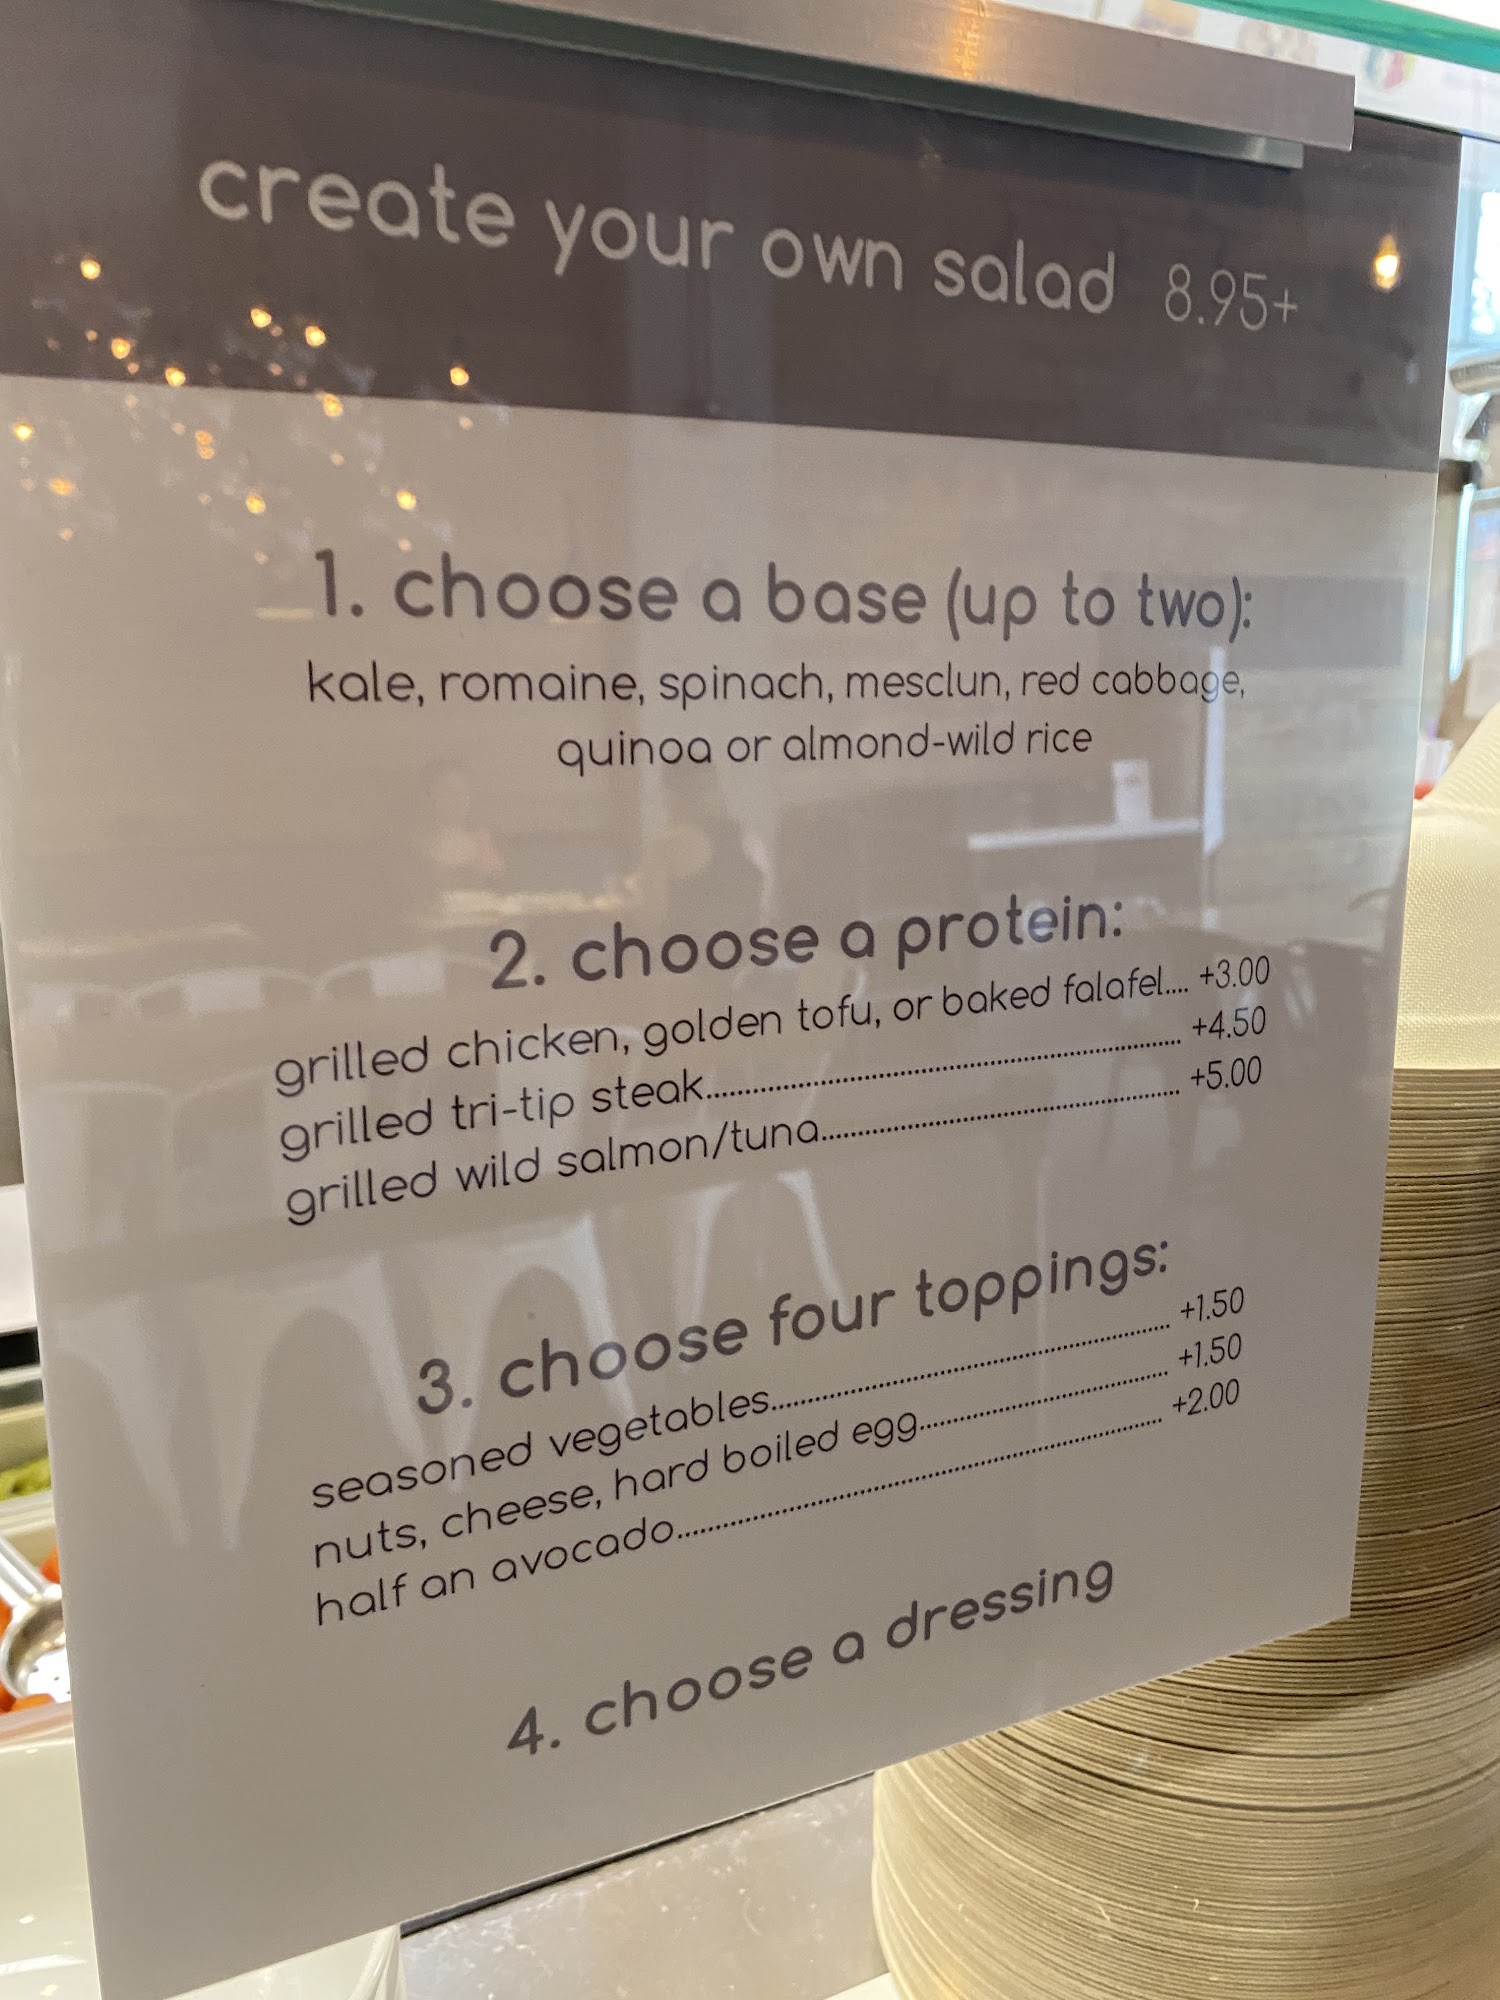 create your own salad 8.95+
1. choose a base (up to two):
kale, romaine, spinach, mesclun, red cabbage,
quinoa or almond-wild rice
2. choose a protein:
grilled chicken, golden tofu, or baked falafel.... +3.00
grilled tri-tip steak........................................................ +4.50
grilled wild salmon/tuna........................................... +5.00
3. choose four toppings:
seasoned vegetables.................................................. +1.50
nuts, cheese, hard boiled egg............................... +1.50
half an avocado............................................................. +2.00
4. choose a dressing